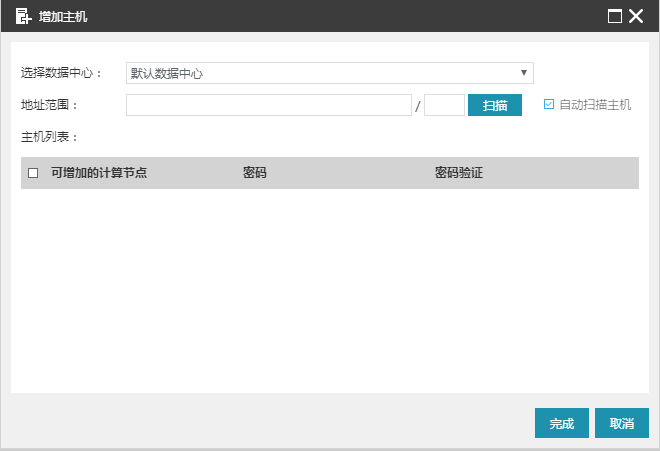 增加主机
选择数据中心： 默认数据中心
地址范围： / 扫描 自动扫描主机
主机列表：
可增加的计算节点 密码 密码验证
完成 取消